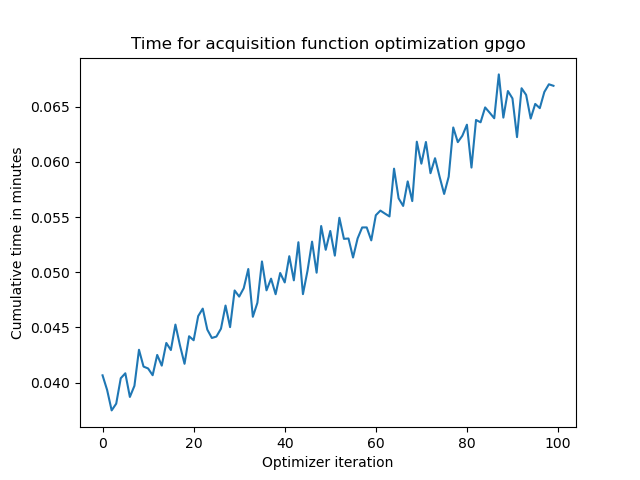 Time for acquisition function optimization gpgo
0.065
0.060
0.055
0.050
0.045
0.040
Cumulative time in minutes
0 20 40 60 80 100
Optimizer iteration